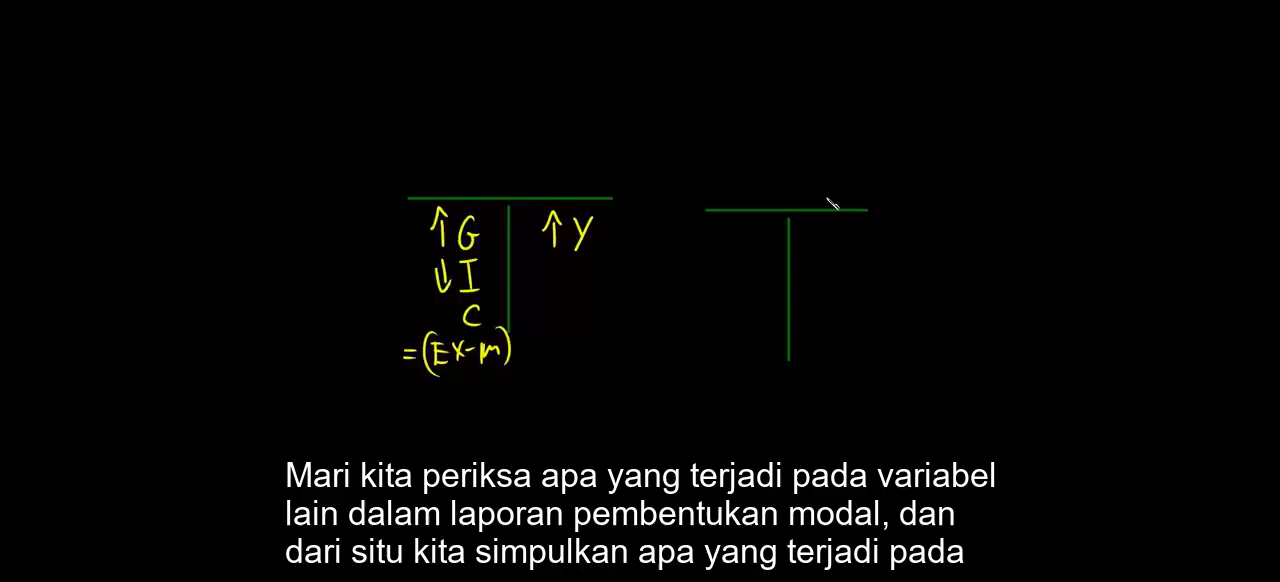 ↑G ↑Y
↓I
C
=(EX-m)
Mari kita periksa apa yang terjadi pada variabel
lain dalam laporan pembentukan modal, dan
dari situ kita simpulkan apa yang terjadi pada